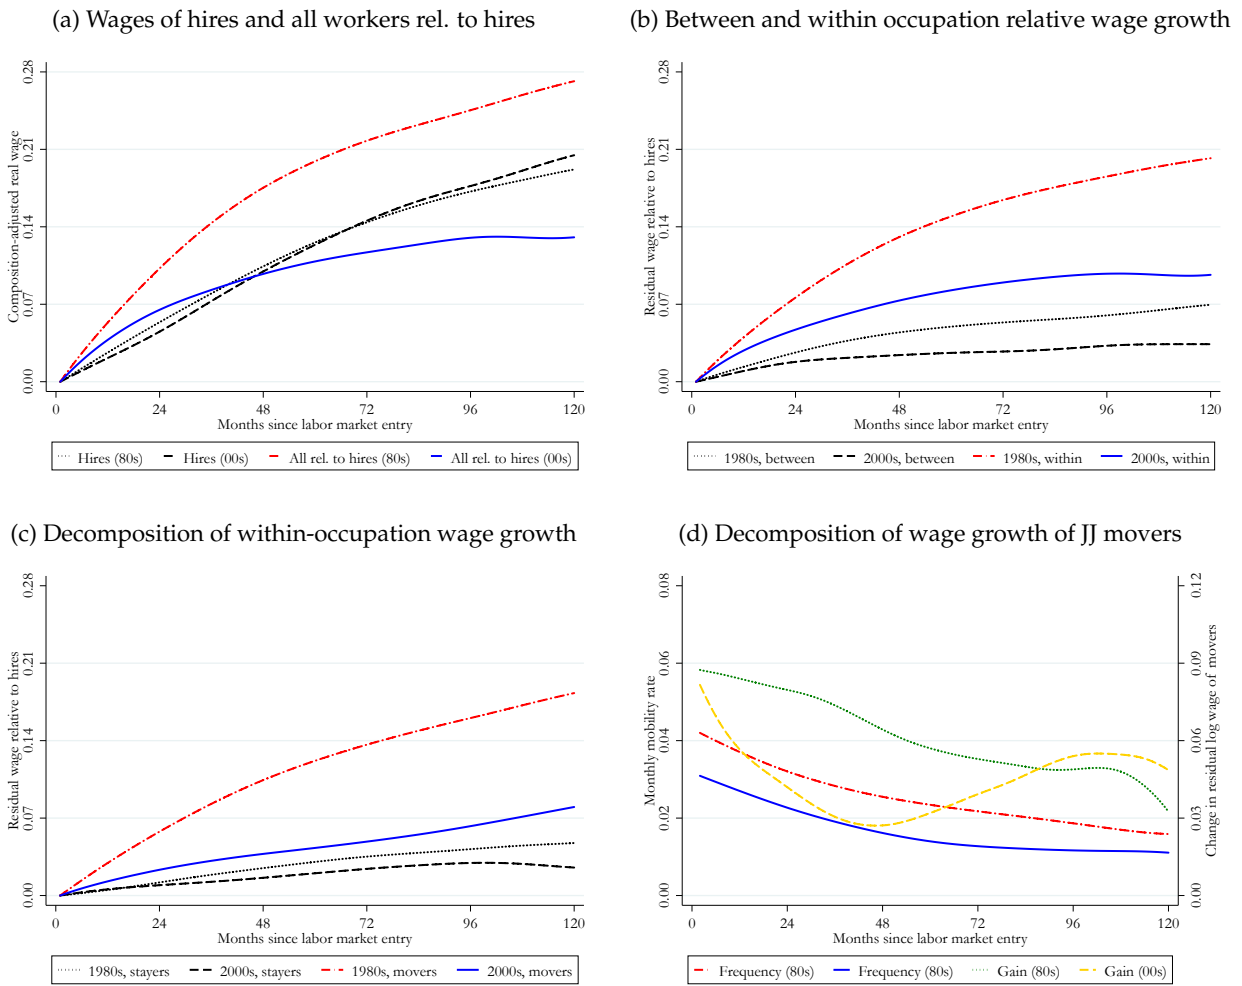 (a) Wages of hires and all workers rel. to hires
Composition-adjusted real wage
0.00 0.07 0.14 0.21 0.28
0 24 48 72 96 120
Months since labor market entry
Hires (80s) Hires (00s) All rel. to hires (80s) All rel. to hires (00s)
(b) Between and within occupation relative wage growth
Residual wage relative to hires
0.00 0.07 0.14 0.21 0.28
0 24 48 72 96 120
Months since labor market entry
1980s, between 2000s, between 1980s, within 2000s, within
(c) Decomposition of within-occupation wage growth
Residual wage relative to hires
0.00 0.07 0.14 0.21 0.28
0 24 48 72 96 120
Months since labor market entry
1980s, stayers 2000s, stayers 1980s, movers 2000s, movers
(d) Decomposition of wage growth of JJ movers
Monthly mobility rate
0.00 0.02 0.04 0.06 0.08
0.00 0.03 0.06 0.09 0.12
Change in residual log wage of movers
0 24 48 72 96 120
Months since labor market entry
Frequency (80s) Frequency (80s) Gain (80s) Gain (00s)